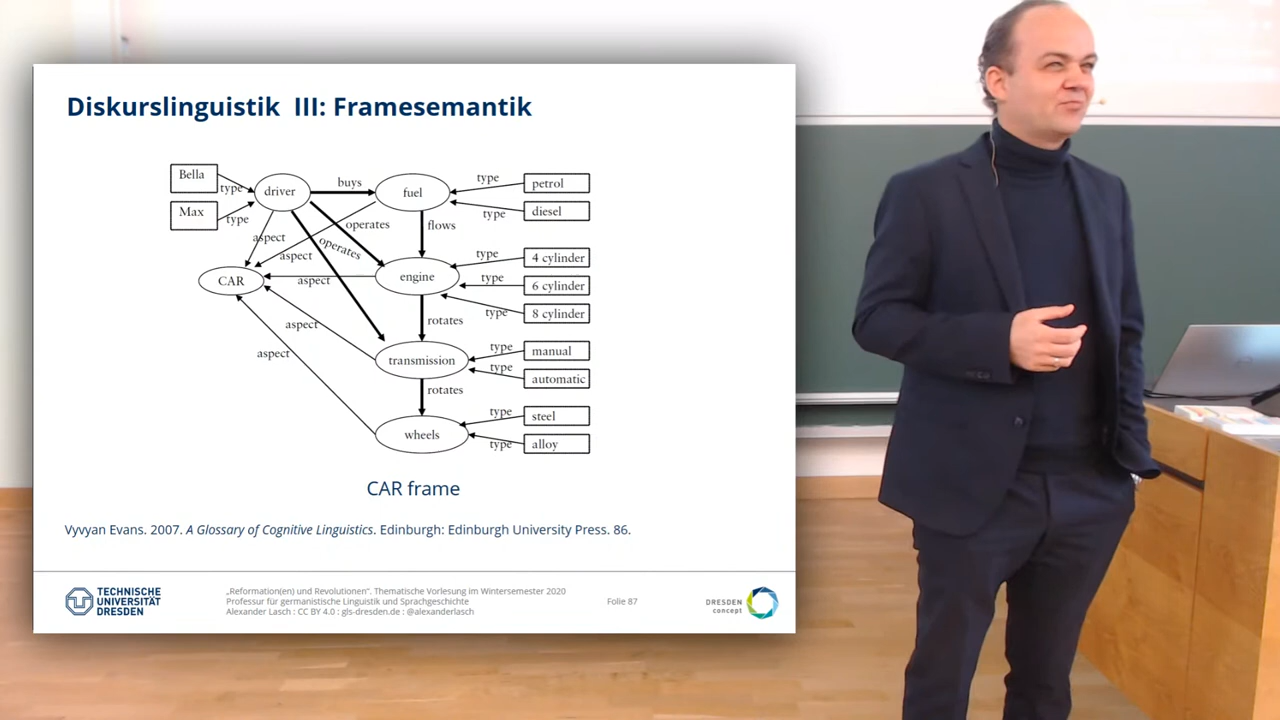 Diskurslinguistik III: Framesemantik
Bella
Max
type
type
driver
buys
fuel
type
petrol
type
diesel
aspect
aspect
operates
operates
flows
CAR
aspect
engine
type
4 cylinder
type
6 cylinder
type
8 cylinder
aspect
rotates
aspect
transmission
type
manual
type
automatic
rotates
wheels
type
steel
type
alloy
CAR frame
Vyvyan Evans. 2007. A Glossary of Cognitive Linguistics. Edinburgh: Edinburgh University Press. 86.
TECHNISCHE
UNIVERSITÄT
DRESDEN
„Reformation(en) und Revolutionen“. Thematische Vorlesung im Wintersemester 2020
Professur für germanistische Linguistik und Sprachgeschichte
Alexander Lasch : CC BY 4.0 : gls-dresden.de : @alexanderlasch
Folie 87
DRESDEN
concept